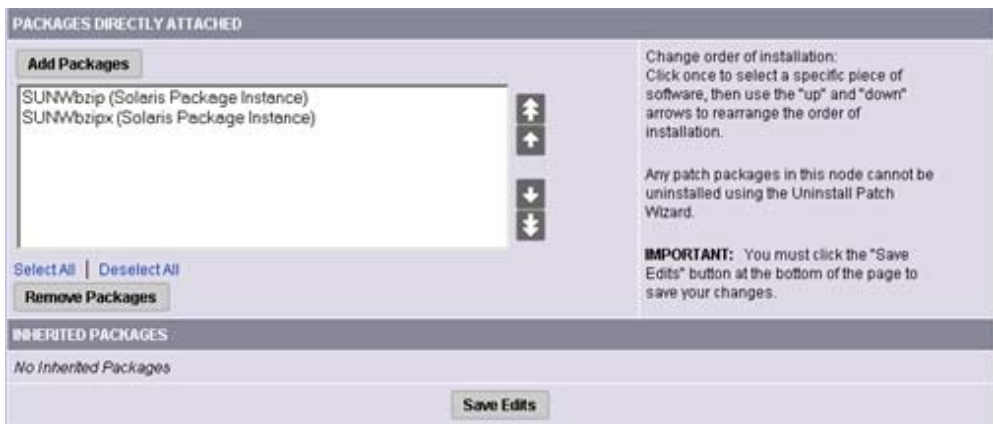 PACKAGES DIRECTLY ATTACHED
Add Packages
SUNWbzip (Solaris Package Instance)
SUNWbzipx (Solaris Package Instance)
Select All | Deselect All
Remove Packages
Change order of installation:
Click once to select a specific piece of
software, then use the "up" and "down"
arrows to rearrange the order of
installation.
Any patch packages in this node cannot be
uninstalled using the Uninstall Patch
Wizard.
IMPORTANT: You must click the "Save
Edits" button at the bottom of the page to
save your changes.
INHERITED PACKAGES
No Inherited Packages
Save Edits